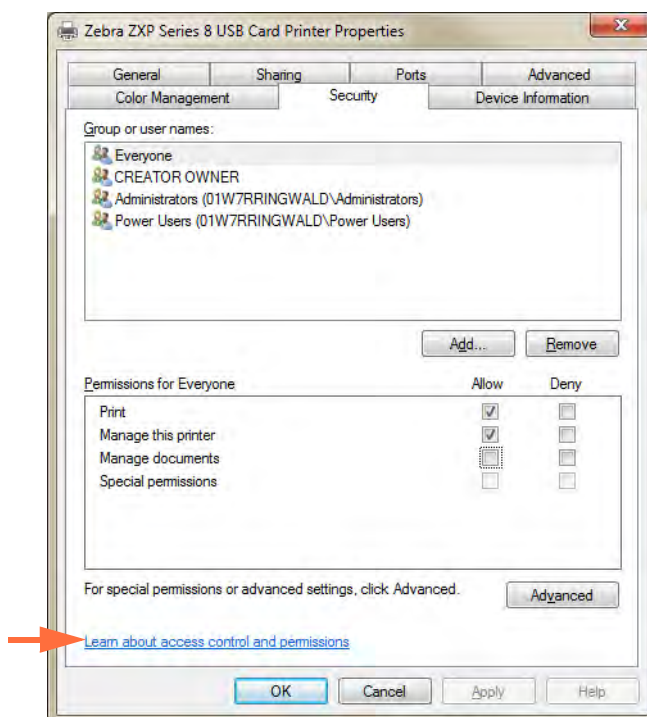 Zebra ZXP Series 8 USB Card Printer Properties
General Sharing Ports Advanced
Color Management Security Device Information
Group or user names:
Everyone
CREATOR OWNER
Administrators (01W7RRINGWALD\Administrators)
Power Users (01W7RRINGWALD\Power Users)
Add... Remove
Permissions for Everyone Allow Deny
Print
Manage this printer
Manage documents
Special permissions
For special permissions or advanced settings, click Advanced. Advanced
Learn about access control and permissions
OK Cancel Apply Help